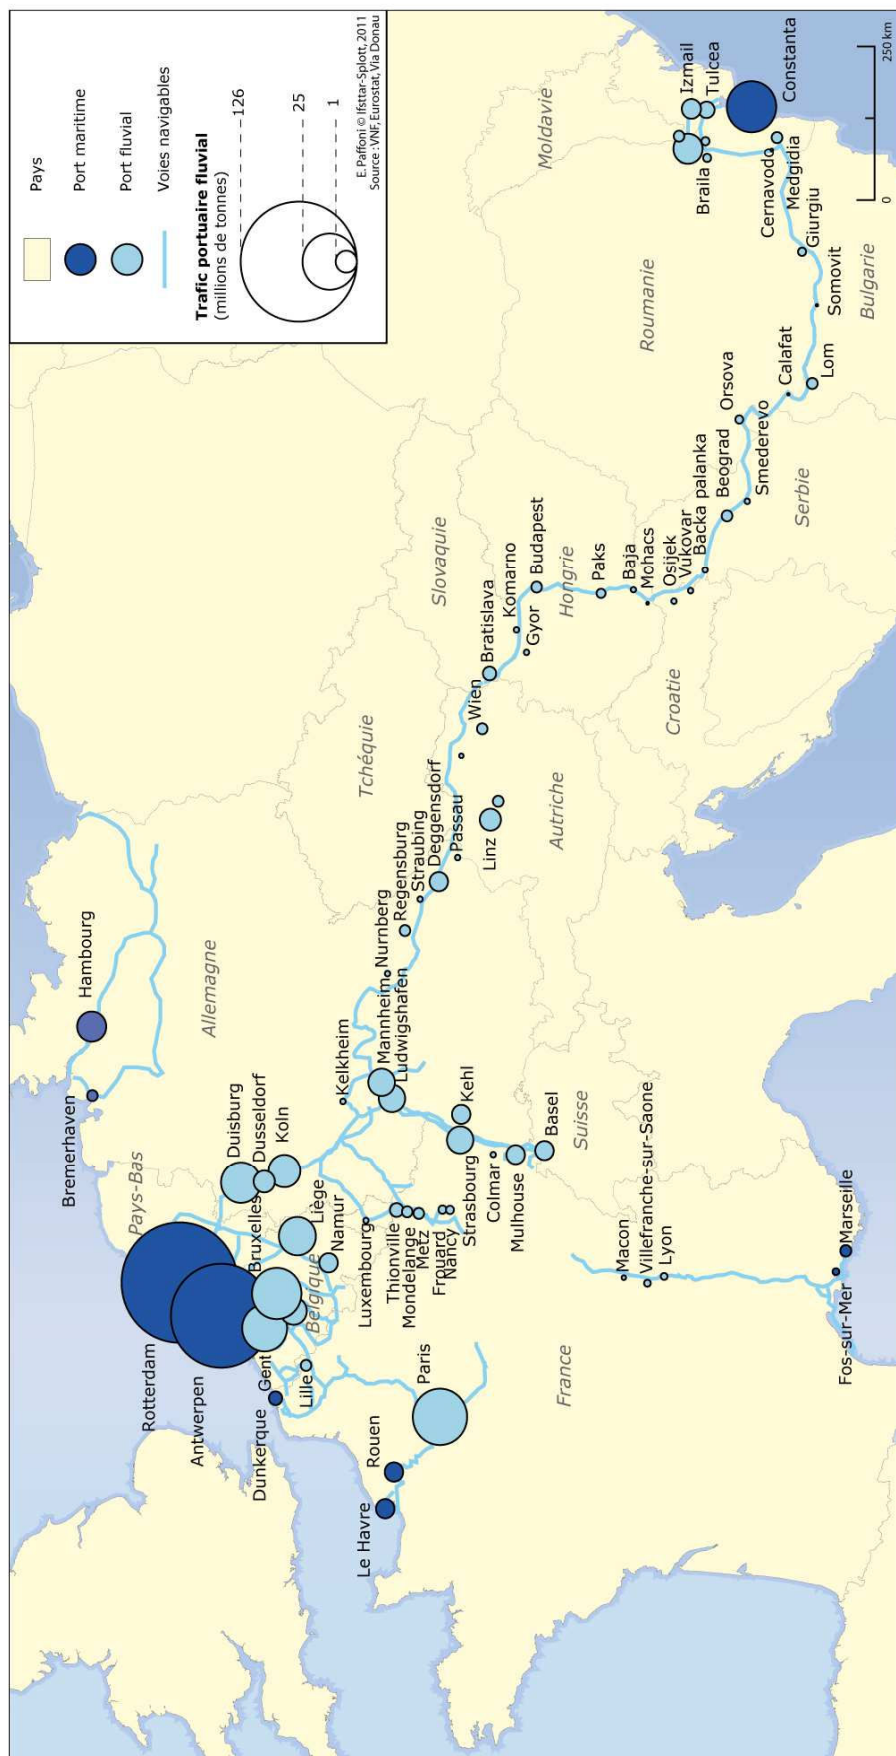 Pays
Port maritime
Port fluvial
Voies navigables
Trafic portuaire fluvial
(millions de tonnes)
126
25
1
E. Paffoni © Ifsttar-Splott, 2011
Source : VNF, Eurostat, Via Donau
Hambourg
Bremerhaven
Allemagne
Pays-Bas
Rotterdam
Antwerpen
Dunkerque
Gent
Lille
Bruxelles
Belgique
Duisburg
Dusseldorf
Koln
Liège
Namur
Kelkheim
Luxembourg
Thionville
Mondelange
Metz
Frouard
Nancy
Mannheim
Ludwigshafen
Nurnberg
Regensburg
Straubing
Deggensdorf
Passau
Tchéquie
Slovaquie
Le Havre
Rouen
Paris
France
Strasbourg
Kehl
Colmar
Mulhouse
Basel
Suisse
Linz
Autriche
Wien
Bratislava
Komarno
Gyor
Budapest
Hongrie
Paks
Baja
Mohacs
Osijek
Vukovar
Backa palanka
Croatie
Beograd
Smederevo
Serbie
Orsova
Calafat
Lom
Somovit
Bulgarie
Giurgiu
Roumanie
Moldavie
Cernavodo
Medgidia
Braila
Izmail
Tulcea
Constanta
Macon
Villefranche-sur-Saone
Lyon
Fos-sur-Mer
Marseille
0
250 km